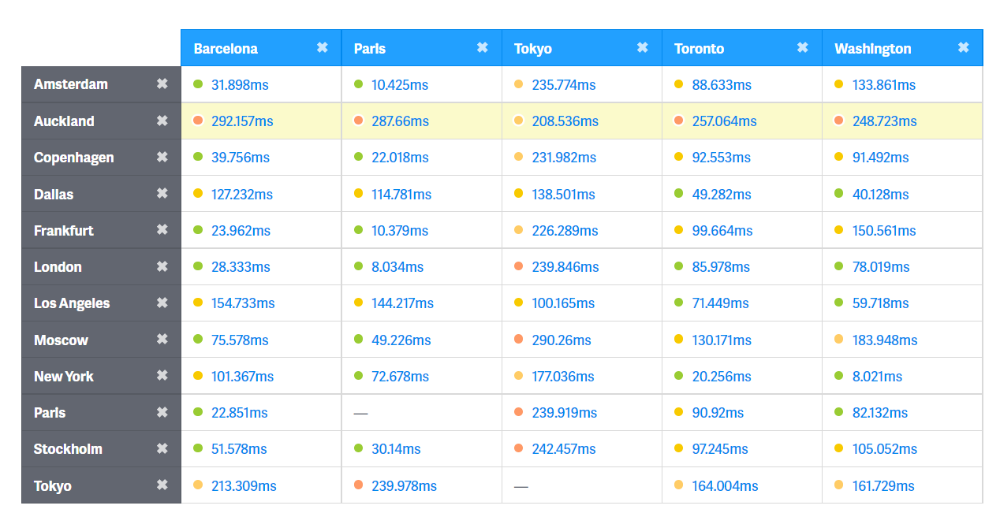 Barcelona ✖ Paris ✖ Tokyo ✖ Toronto ✖ Washington ✖
Amsterdam ✖ 31.898ms 10.425ms 235.774ms 88.633ms 133.861ms
Auckland ✖ 292.157ms 287.66ms 208.536ms 257.064ms 248.723ms
Copenhagen ✖ 39.756ms 22.018ms 231.982ms 92.553ms 91.492ms
Dallas ✖ 127.232ms 114.781ms 138.501ms 49.282ms 40.128ms
Frankfurt ✖ 23.962ms 10.379ms 226.289ms 99.664ms 150.561ms
London ✖ 28.333ms 8.034ms 239.846ms 85.978ms 78.019ms
Los Angeles ✖ 154.733ms 144.217ms 100.165ms 71.449ms 59.718ms
Moscow ✖ 75.578ms 49.226ms 290.26ms 130.171ms 183.948ms
New York ✖ 101.367ms 72.678ms 177.036ms 20.256ms 8.021ms
Paris ✖ 22.851ms — 239.919ms 90.92ms 82.132ms
Stockholm ✖ 51.578ms 30.14ms 242.457ms 97.245ms 105.052ms
Tokyo ✖ 213.309ms 239.978ms — 164.004ms 161.729ms